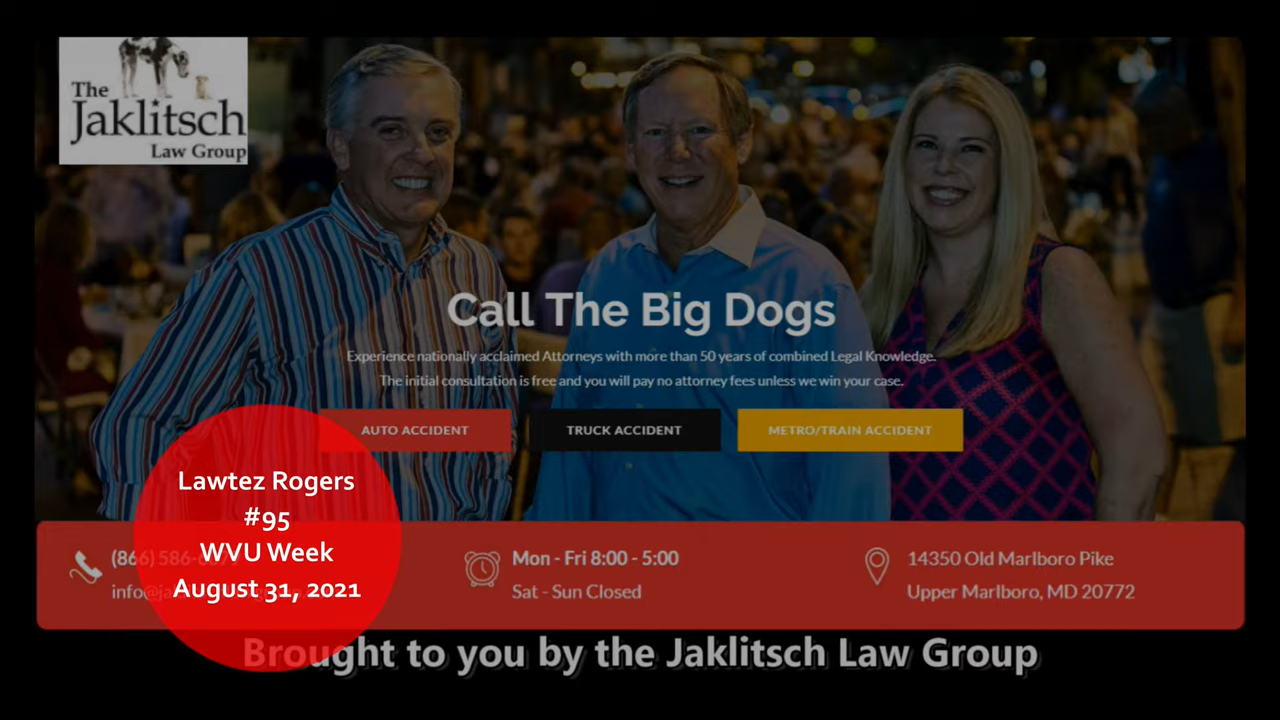 The
Jaklitsch
Law Group
Call The Big Dogs
Experience nationally acclaimed Attorneys with more than 50 years of combined Legal Knowledge.
The initial consultation is free and you will pay no attorney fees unless we win your case.
AUTO ACCIDENT
TRUCK ACCIDENT
METRO/TRAIN ACCIDENT
Lawtez Rogers
#95
WVU Week
August 31, 2021
(866) 586-
Mon - Fri 8:00 - 5:00
Sat - Sun Closed
14350 Old Marlboro Pike
Upper Marlboro, MD 20772
Brought to you by the Jaklitsch Law Group